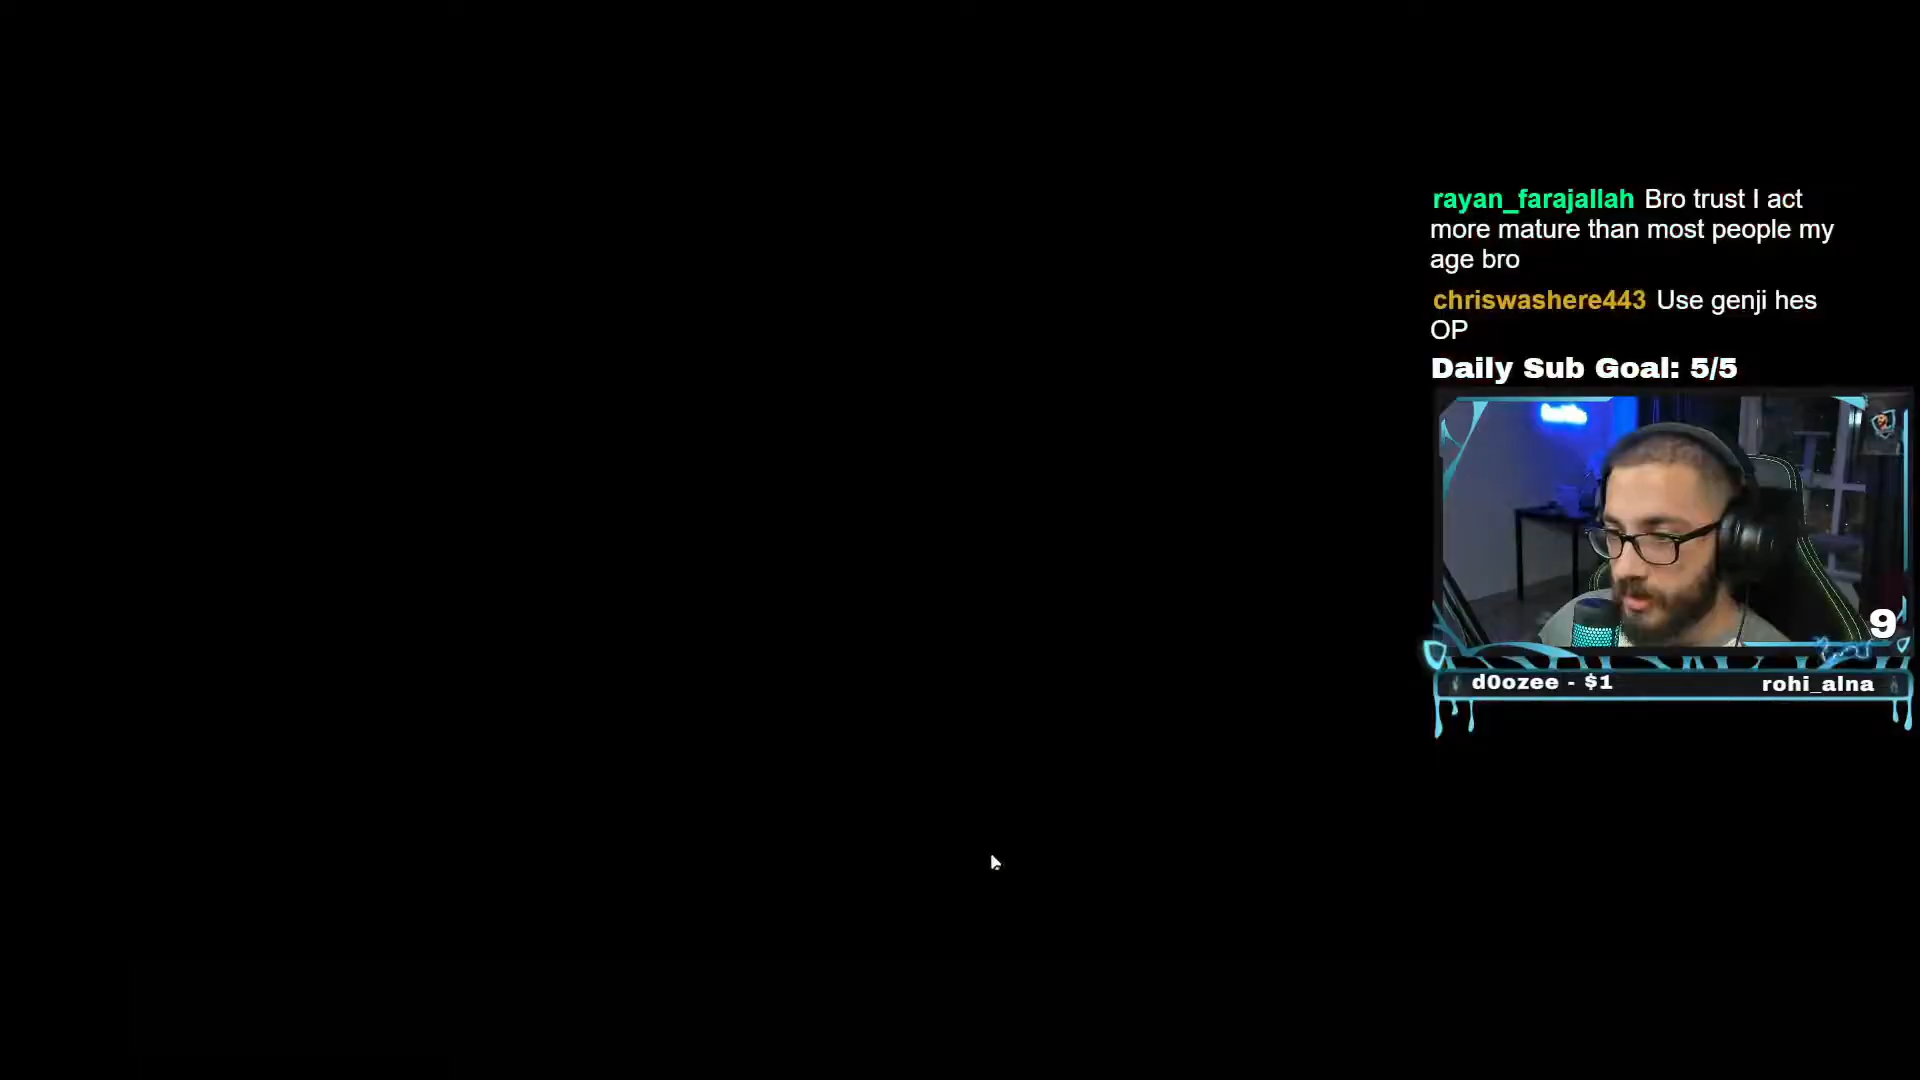 rayan_farajallah Bro trust I act
more mature than most people my
age bro
chriswashere443 Use genji hes
OP
Daily Sub Goal: 5/5
9
d0ozee - $1
rohi_alna